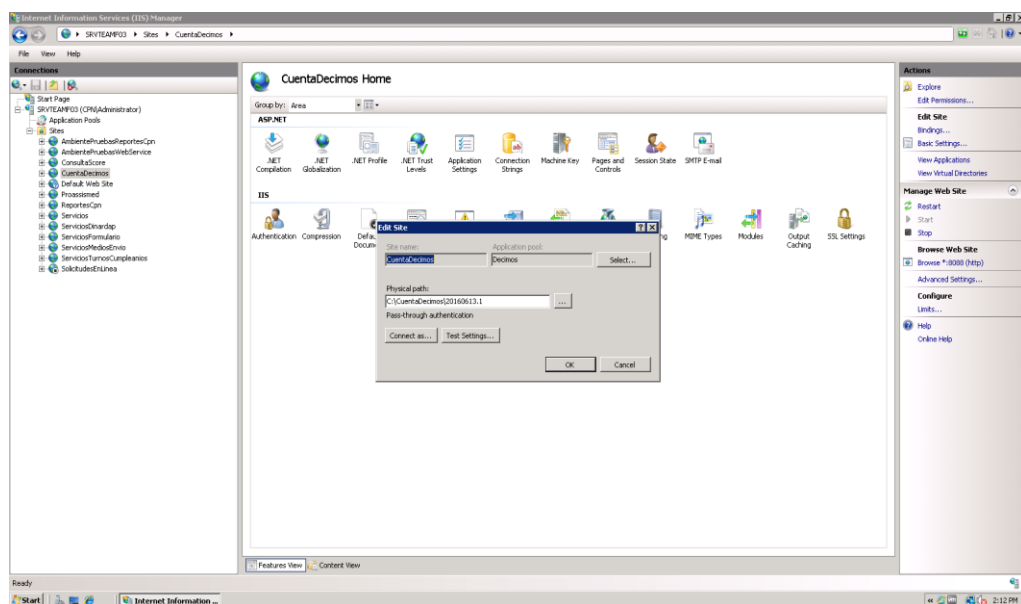 Internet Information Services (IIS) Manager
SRVTEAMF03 Sites CuentaDecimos
File View Help
Connections
Start Page
SRVTEAMF03 (CPN\Administrator)
Application Pools
Sites
AmbientePruebasReportesCpn
AmbientePruebasWebService
ConsultaScore
CuentaDecimos
Default Web Site
Proassismed
ReportesCpn
Servicios
ServiciosDinardap
ServiciosFormulario
ServiciosMediosEnvio
ServiciosTurnosCumpleanios
SolicitudesEnLinea
CuentaDecimos Home
Group by: Area
ASP.NET
.NET Compilation
.NET Globalization
.NET Profile
.NET Trust Levels
Application Settings
Connection Strings
Machine Key
Pages and Controls
Session State
SMTP E-mail
IIS
Authentication
Compression
MIME Types
Modules
Output Caching
SSL Settings
Edit Site
Site name:
Application pool:
CuentaDecimos
Decimos
Select...
Physical path:
C:\CuentaDecimos\20160613.1
...
Pass-through authentication
Connect as...
Test Settings...
OK
Cancel
Features View
Content View
Actions
Explore
Edit Permissions...
Edit Site
Bindings...
Basic Settings...
View Applications
View Virtual Directories
Manage Web Site
Restart
Start
Stop
Browse Web Site
Browse *:8088 (http)
Advanced Settings...
Configure
Limits...
Help
Online Help
Ready
Start
Internet Information ...
2:12 PM